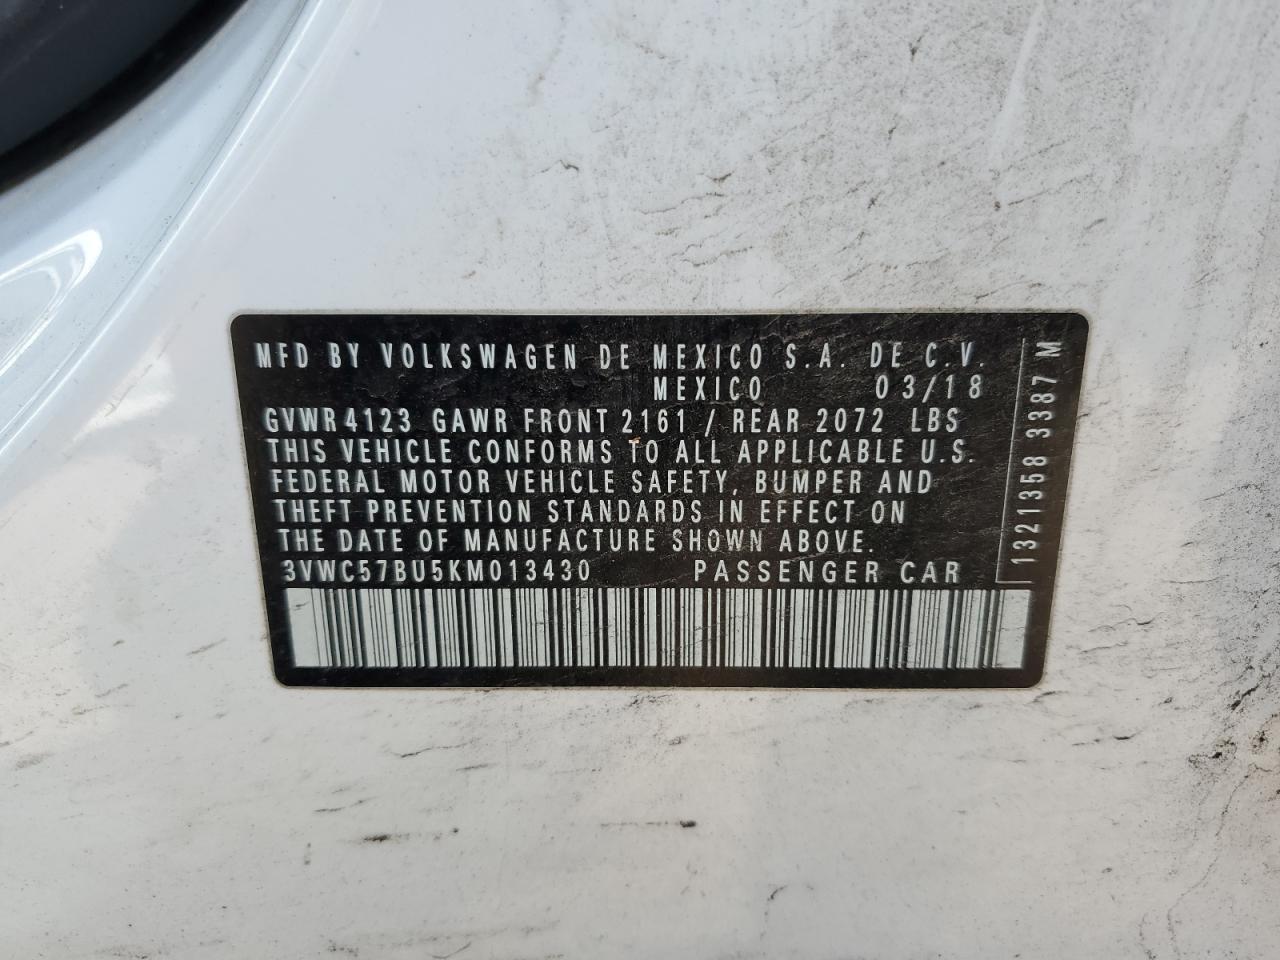 MFD BY VOLKSWAGEN DE MEXICO S.A. DE C.V.
MEXICO 03/18
GVWR 4123 GAWR FRONT 2161 / REAR 2072 LBS
THIS VEHICLE CONFORMS TO ALL APPLICABLE U.S.
FEDERAL MOTOR VEHICLE SAFETY, BUMPER AND
THEFT PREVENTION STANDARDS IN EFFECT ON
THE DATE OF MANUFACTURE SHOWN ABOVE.
3VWC57BU5KM013430 PASSENGER CAR
1321358 3387 M